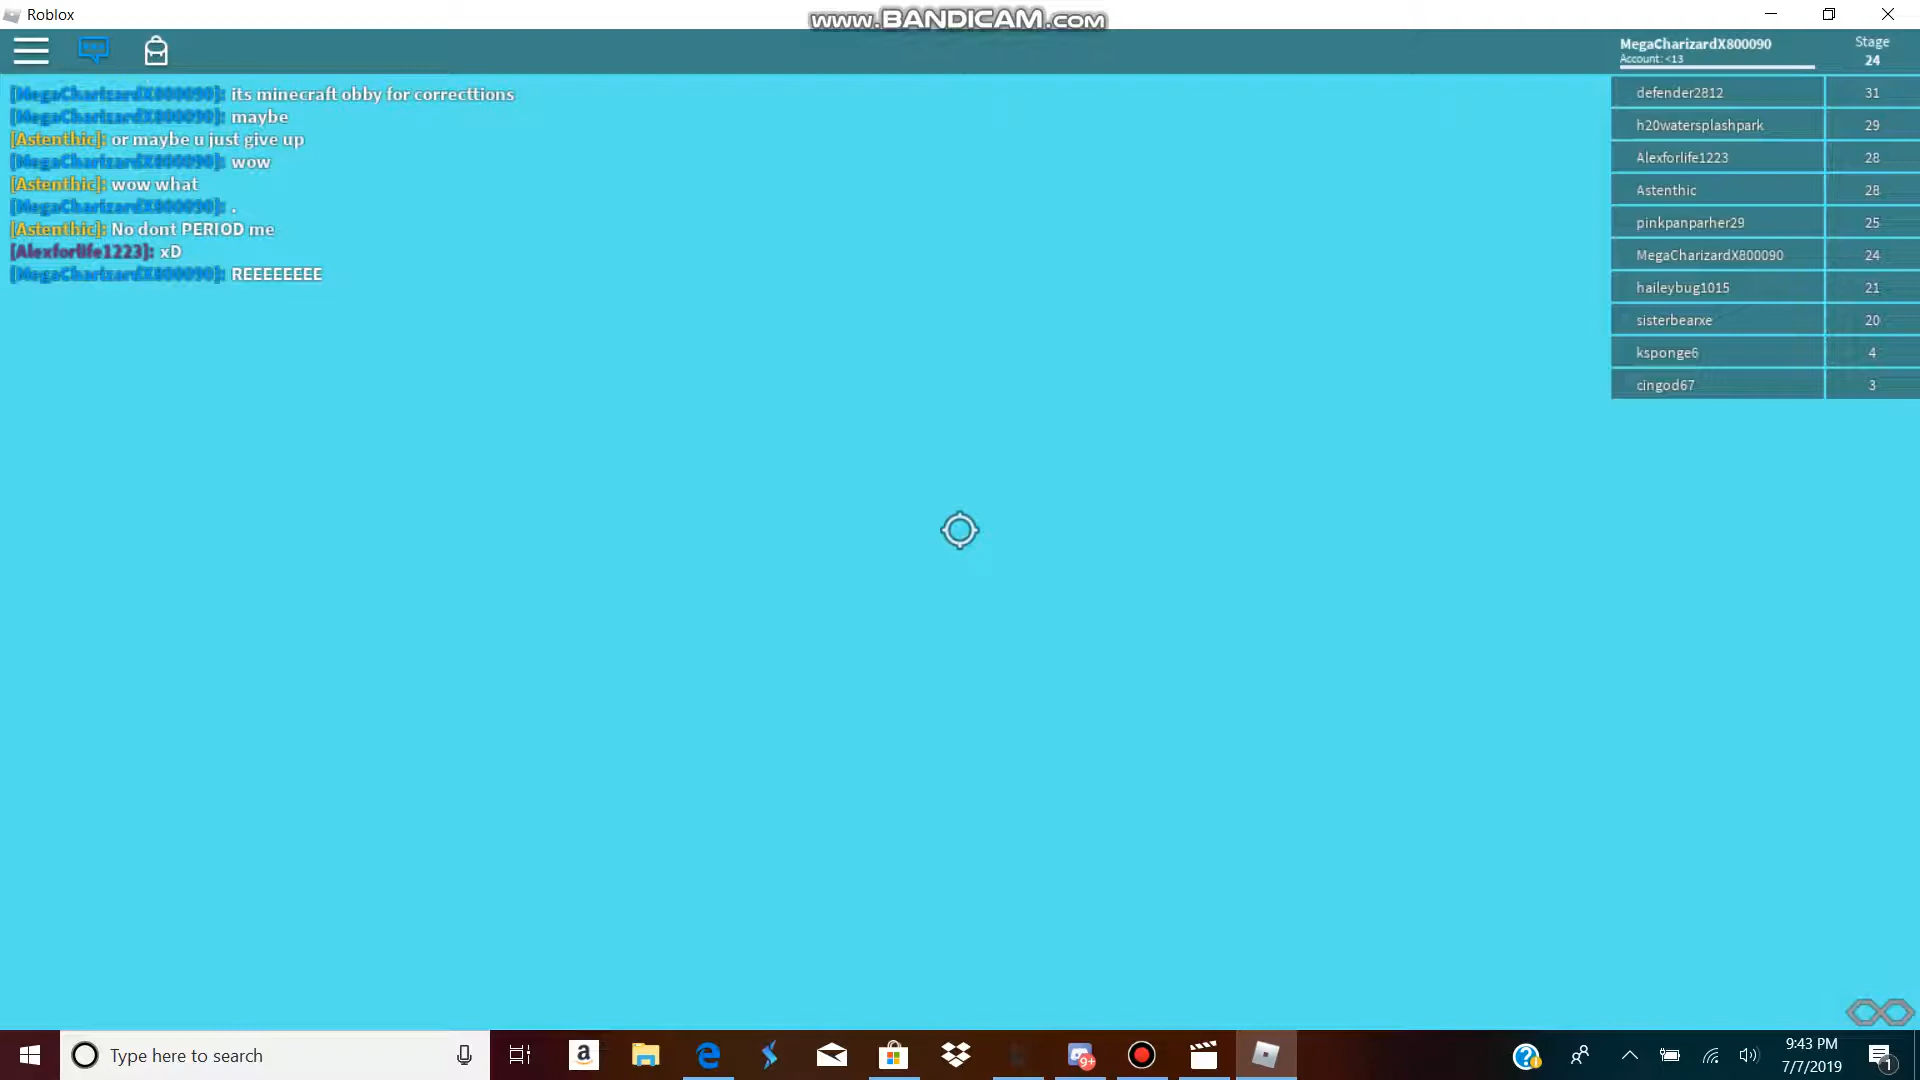 Roblox
www.BANDICAM.com
MegaCharizardX800090
Account: <13
Stage
24
[MegaCharizardX800090]: its minecraft obby for correcttions
[MegaCharizardX800090]: maybe
[Astenthic]: or maybe u just give up
[MegaCharizardX800090]: wow
[Astenthic]: wow what
[MegaCharizardX800090]: .
[Astenthic]: No dont PERIOD me
[Alexforlife1223]: xD
[MegaCharizardX800090]: REEEEEEEE
defender2812 31
h20watersplashpark 29
Alexforlife1223 28
Astenthic 28
pinkpanparher29 25
MegaCharizardX800090 24
haileybug1015 21
sisterbearxe 20
ksponge6 4
cingod67 3
Type here to search
a
9+
9:43 PM
7/7/2019
1